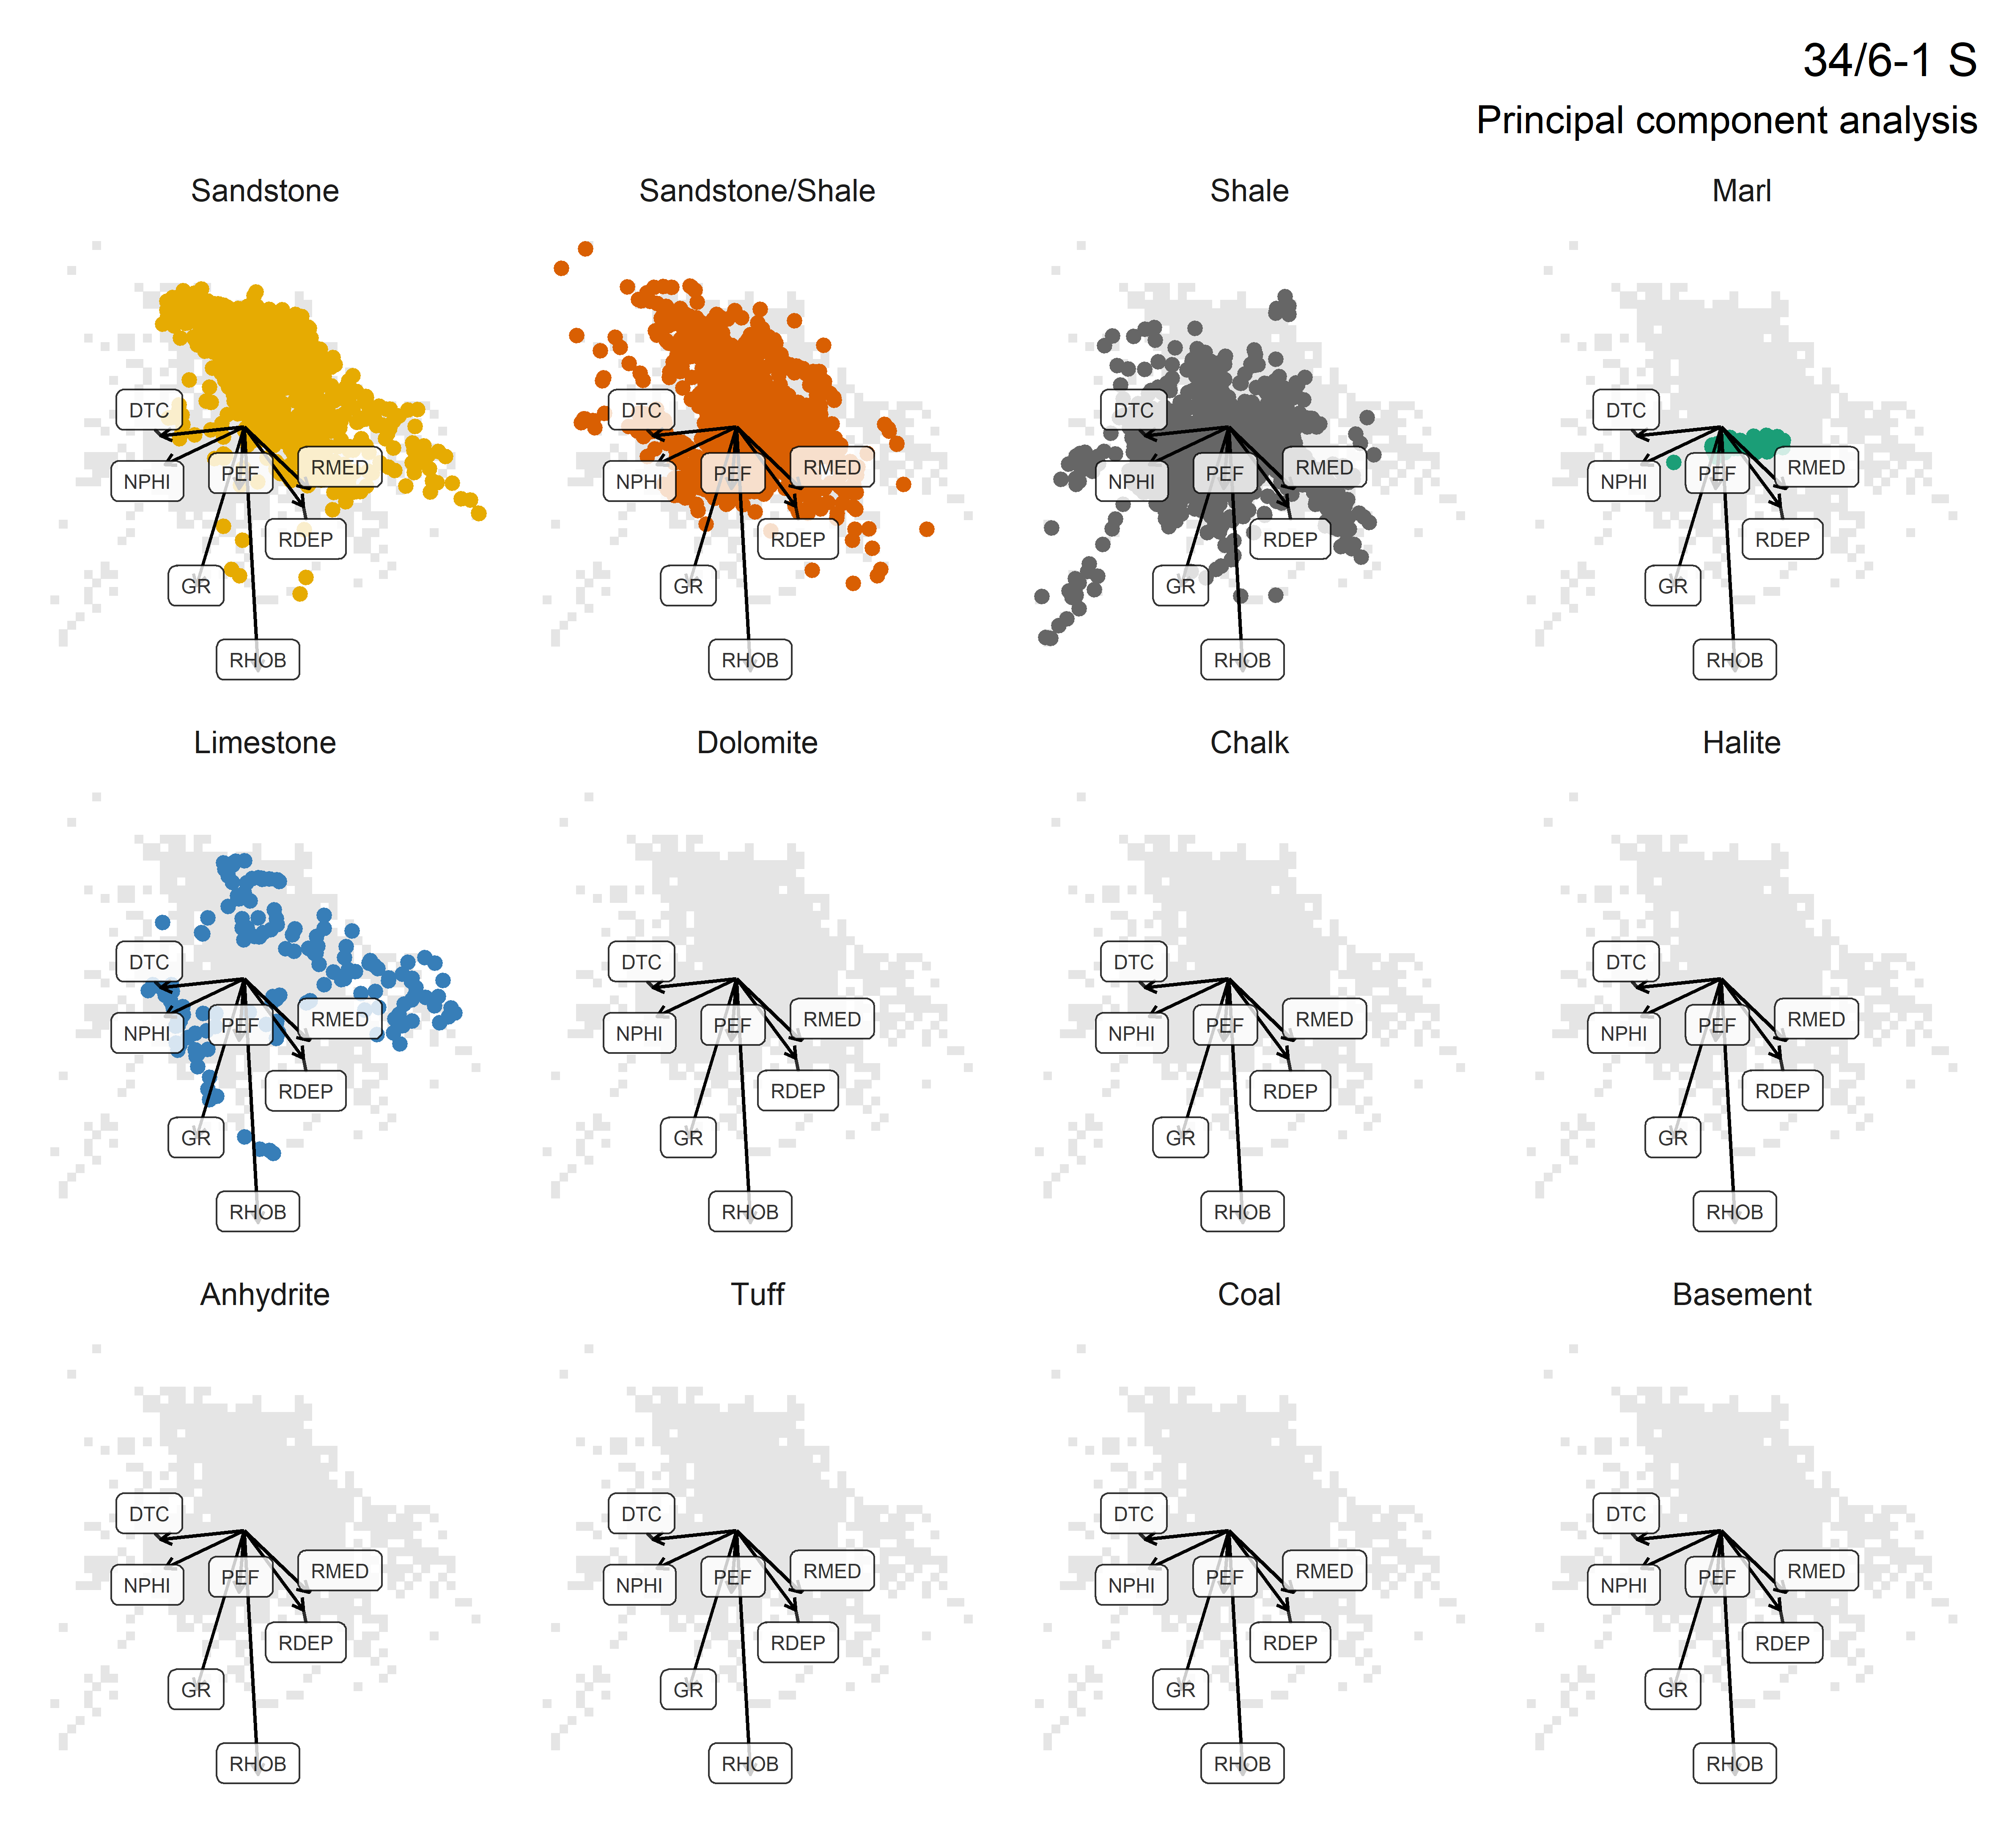 34/6-1 S
Principal component analysis
Sandstone
DTC
NPHI
PEF
RMED
RDEP
GR
RHOB
Sandstone/Shale
DTC
NPHI
PEF
RMED
RDEP
GR
RHOB
Shale
DTC
NPHI
PEF
RMED
RDEP
GR
RHOB
Marl
DTC
NPHI
PEF
RMED
RDEP
GR
RHOB
Limestone
DTC
NPHI
PEF
RMED
RDEP
GR
RHOB
Dolomite
DTC
NPHI
PEF
RMED
RDEP
GR
RHOB
Chalk
DTC
NPHI
PEF
RMED
RDEP
GR
RHOB
Halite
DTC
NPHI
PEF
RMED
RDEP
GR
RHOB
Anhydrite
DTC
NPHI
PEF
RMED
RDEP
GR
RHOB
Tuff
DTC
NPHI
PEF
RMED
RDEP
GR
RHOB
Coal
DTC
NPHI
PEF
RMED
RDEP
GR
RHOB
Basement
DTC
NPHI
PEF
RMED
RDEP
GR
RHOB